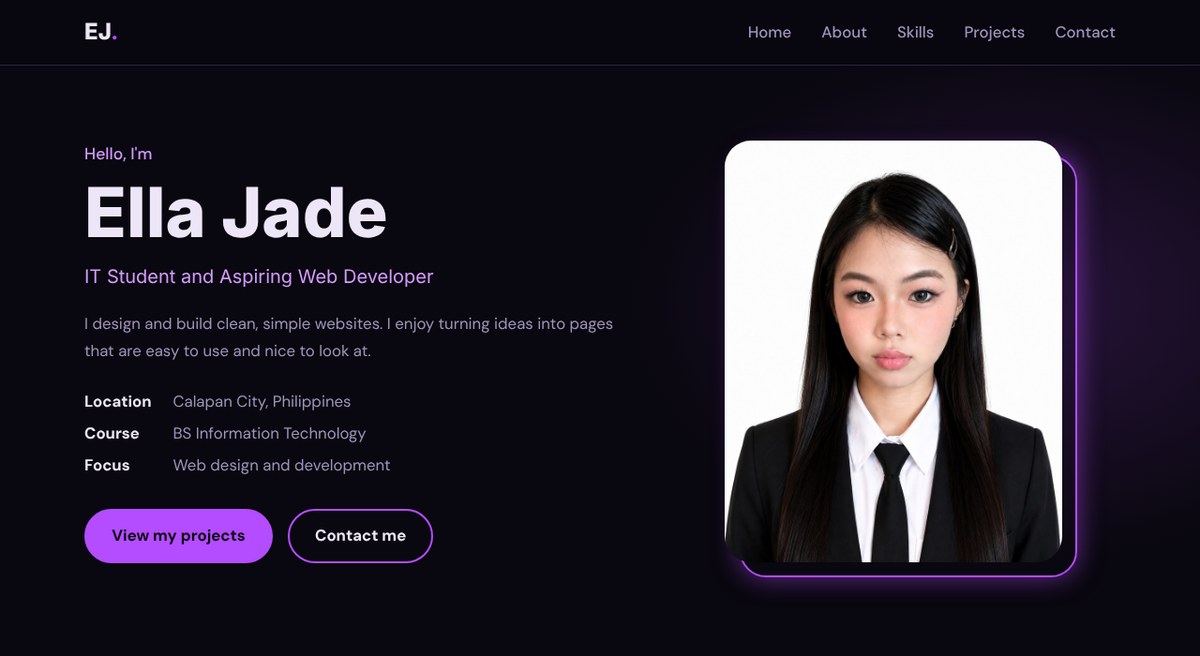 EJ.
Home About Skills Projects Contact
Hello, I'm
Ella Jade
IT Student and Aspiring Web Developer
I design and build clean, simple websites. I enjoy turning ideas into pages
that are easy to use and nice to look at.
Location Calapan City, Philippines
Course BS Information Technology
Focus Web design and development
View my projects Contact me